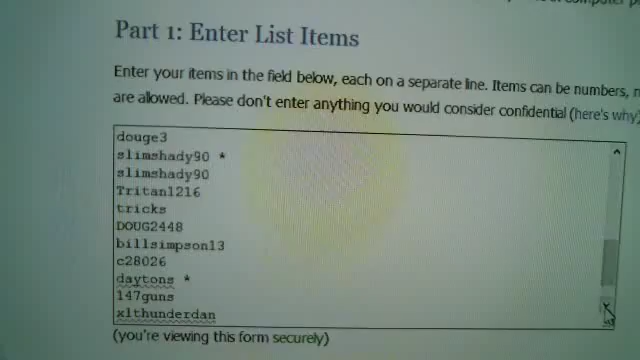 Part 1: Enter List Items
Enter your items in the field below, each on a separate line. Items can be numbers,
are allowed. Please don't enter anything you would consider confidential (here's why)
douge3
slimshady90 *
slimshady90
Tritan1216
tricks
DOUG2448
billsimpson13
c28026
daytons *
147guns
xlthunderdan
(you're viewing this form securely)